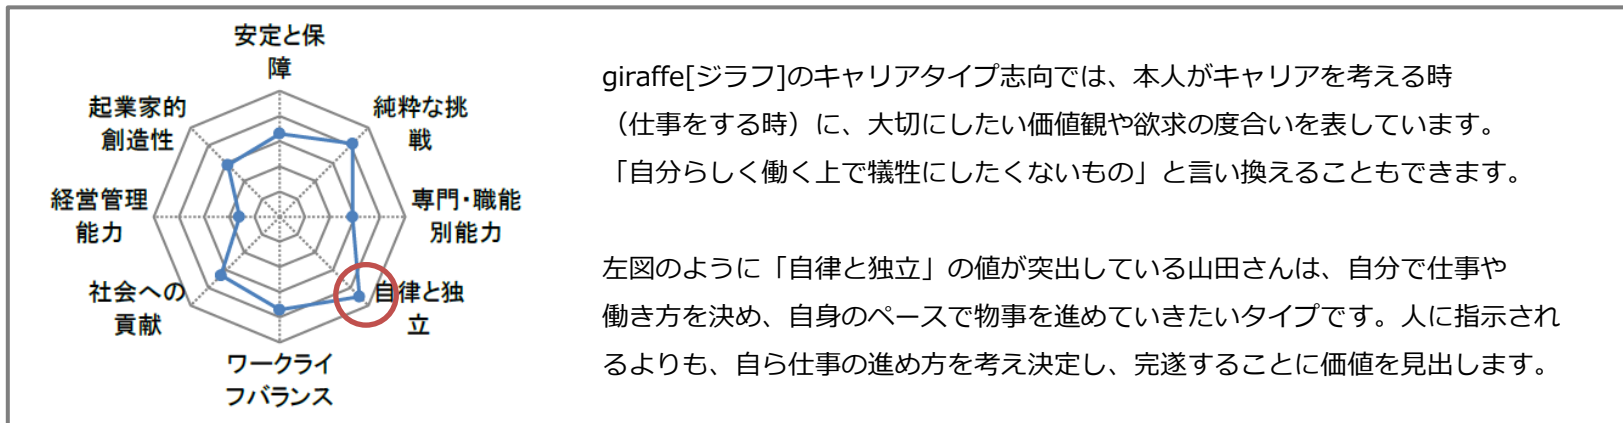 安定と保
障
純粋な挑
戦
専門・職能
別能力
自律と独
立
ワークライ
フバランス
社会への
貢献
経営管理
能力
起業家的
創造性
giraffe[ジラフ]のキャリアタイプ志向では、本人がキャリアを考える時
（仕事をする時）に、大切にしたい価値観や欲求の度合いを表しています。
「自分らしく働く上で犠牲にしたくないもの」と言い換えることもできます。
左図のように「自律と独立」の値が突出している山田さんは、自分で仕事や
働き方を決め、自身のペースで物事を進めていきたいタイプです。人に指示され
るよりも、自ら仕事の進め方を考え決定し、完遂することに価値を見出します。